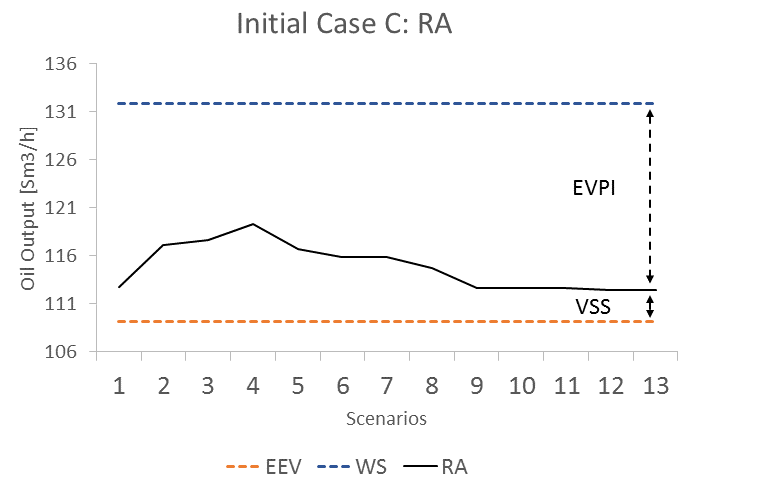 Initial Case C: RA
136
131
126
121
116
111
106
Oil Output [Sm3/h]
EVPI
VSS
1 2 3 4 5 6 7 8 9 10 11 12 13
Scenarios
EEV WS RA